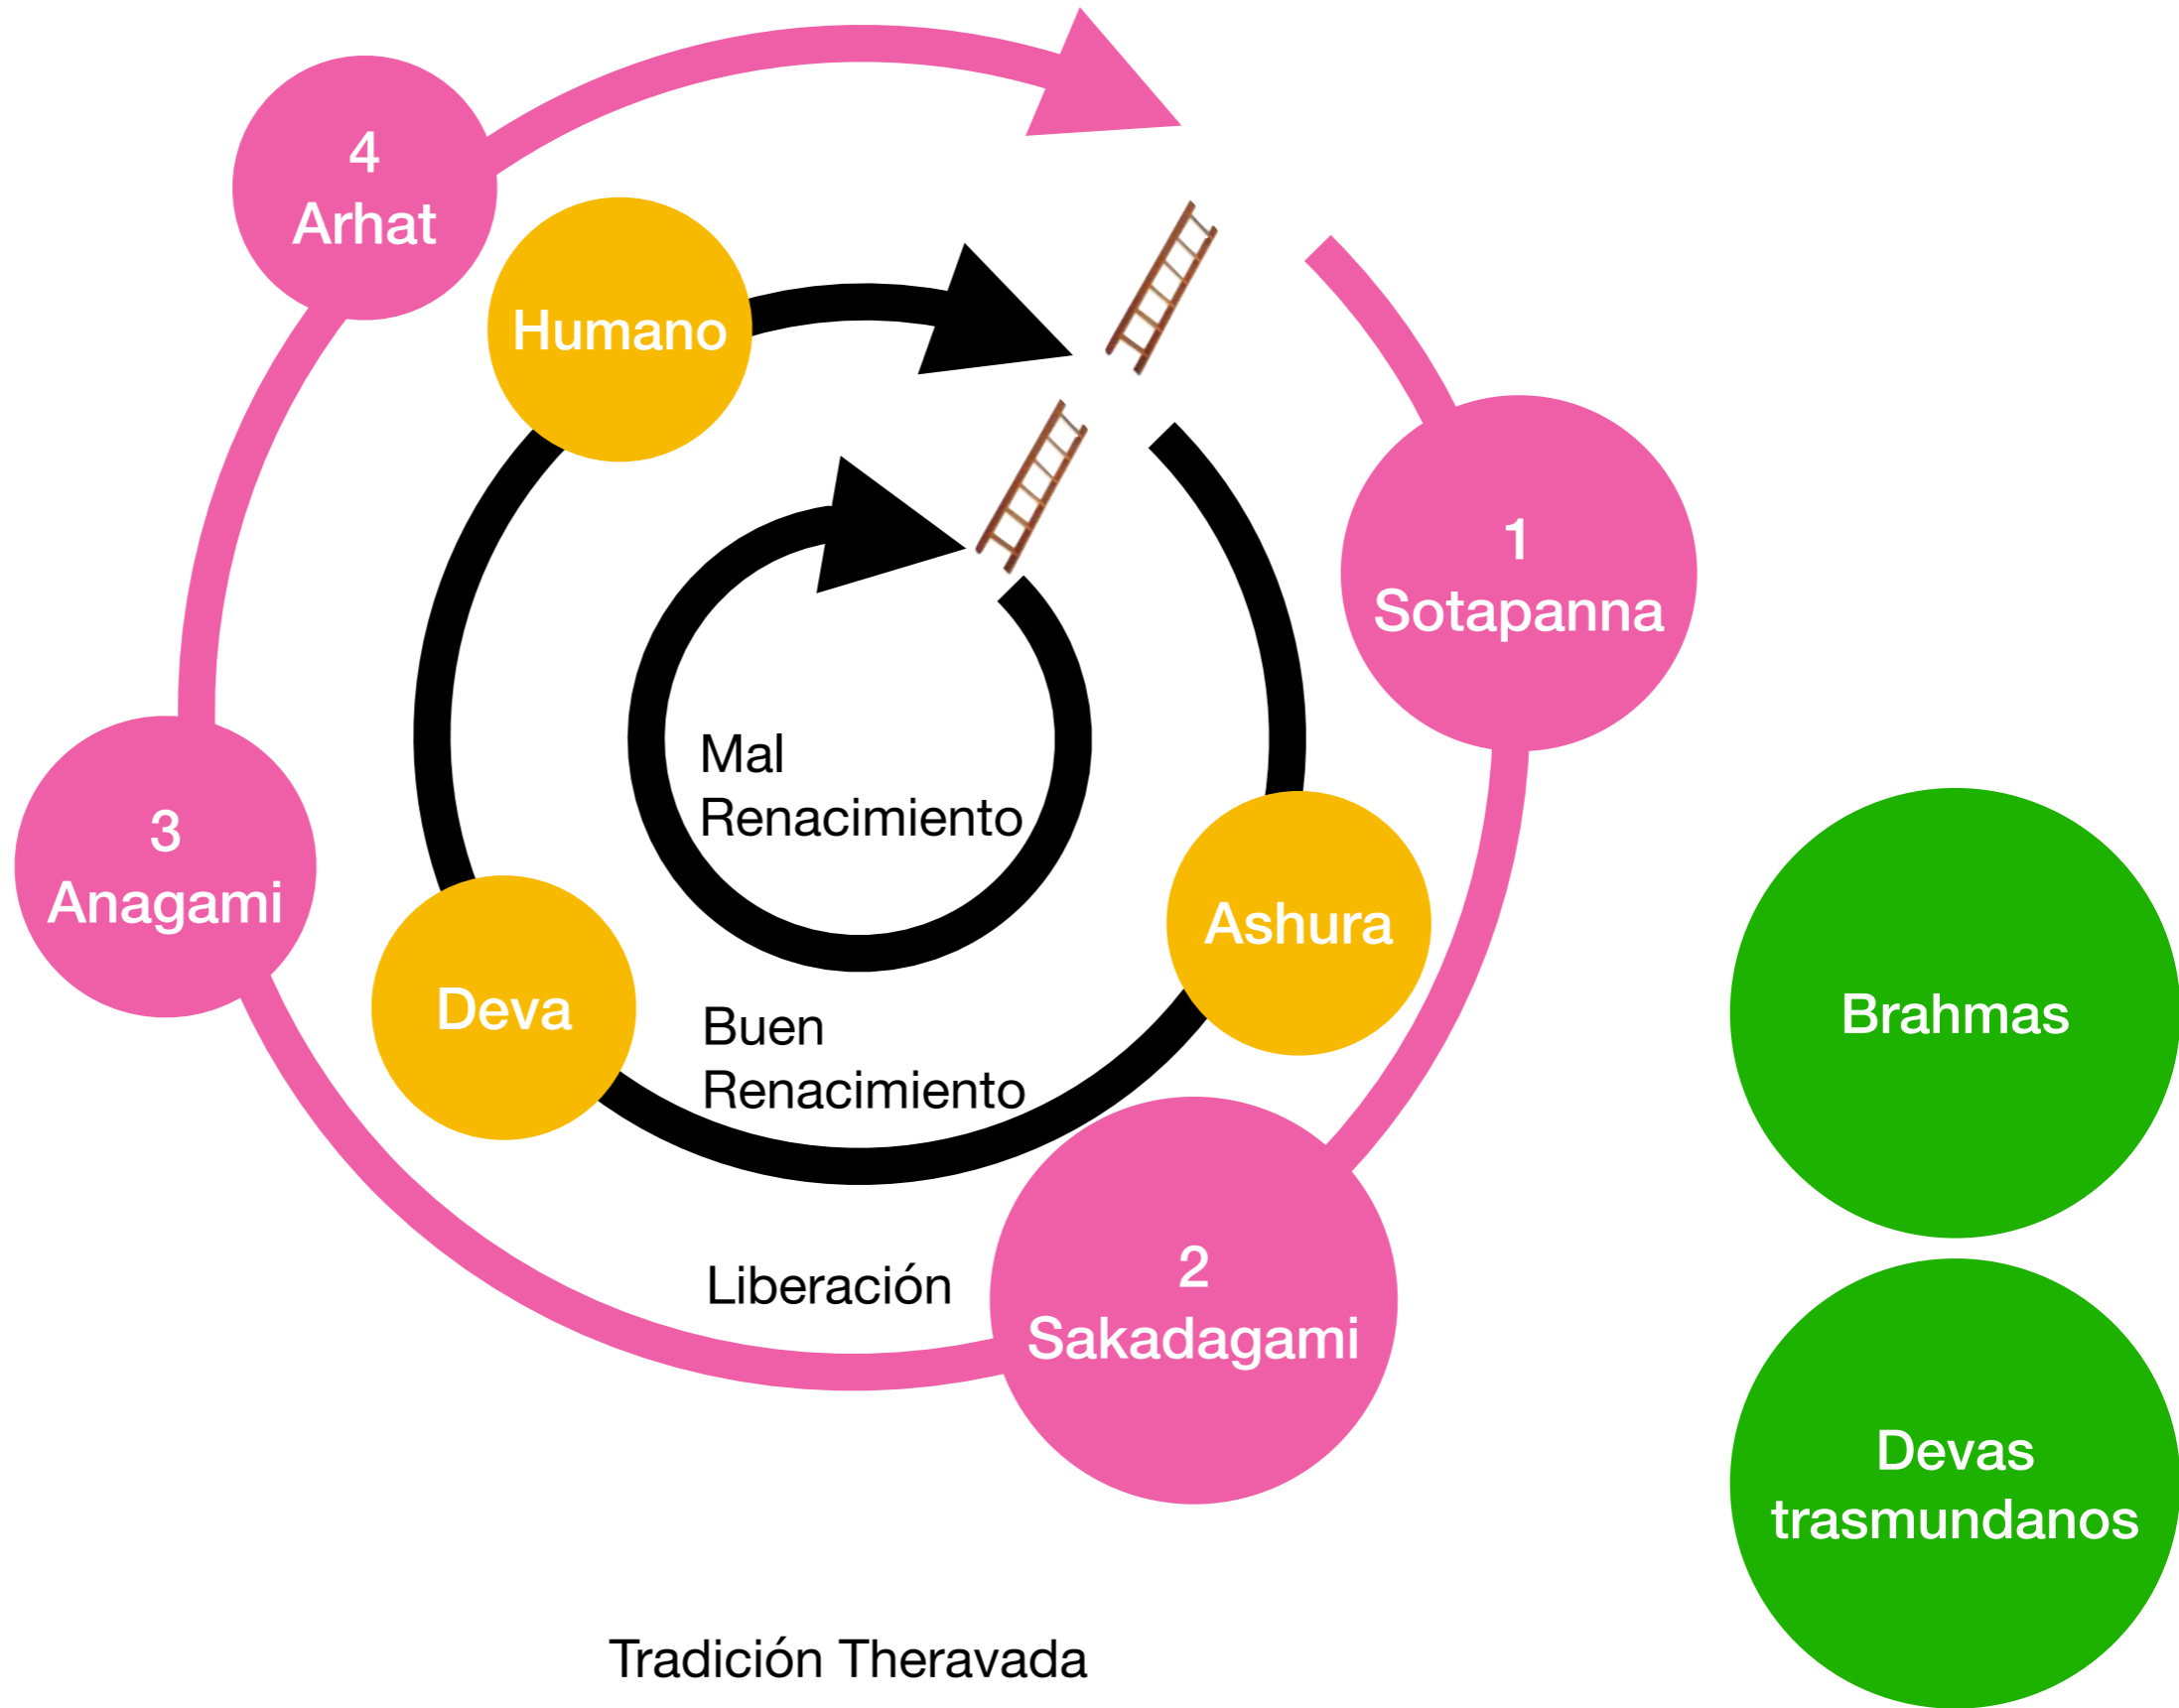 4
Arhat
Humano
1
Sotapanna
Mal
Renacimiento
3
Anagami
Ashura
Deva
Buen
Renacimiento
Brahmas
2
Sakadagami
Liberación
Devas
trasmundanos
Tradición Theravada